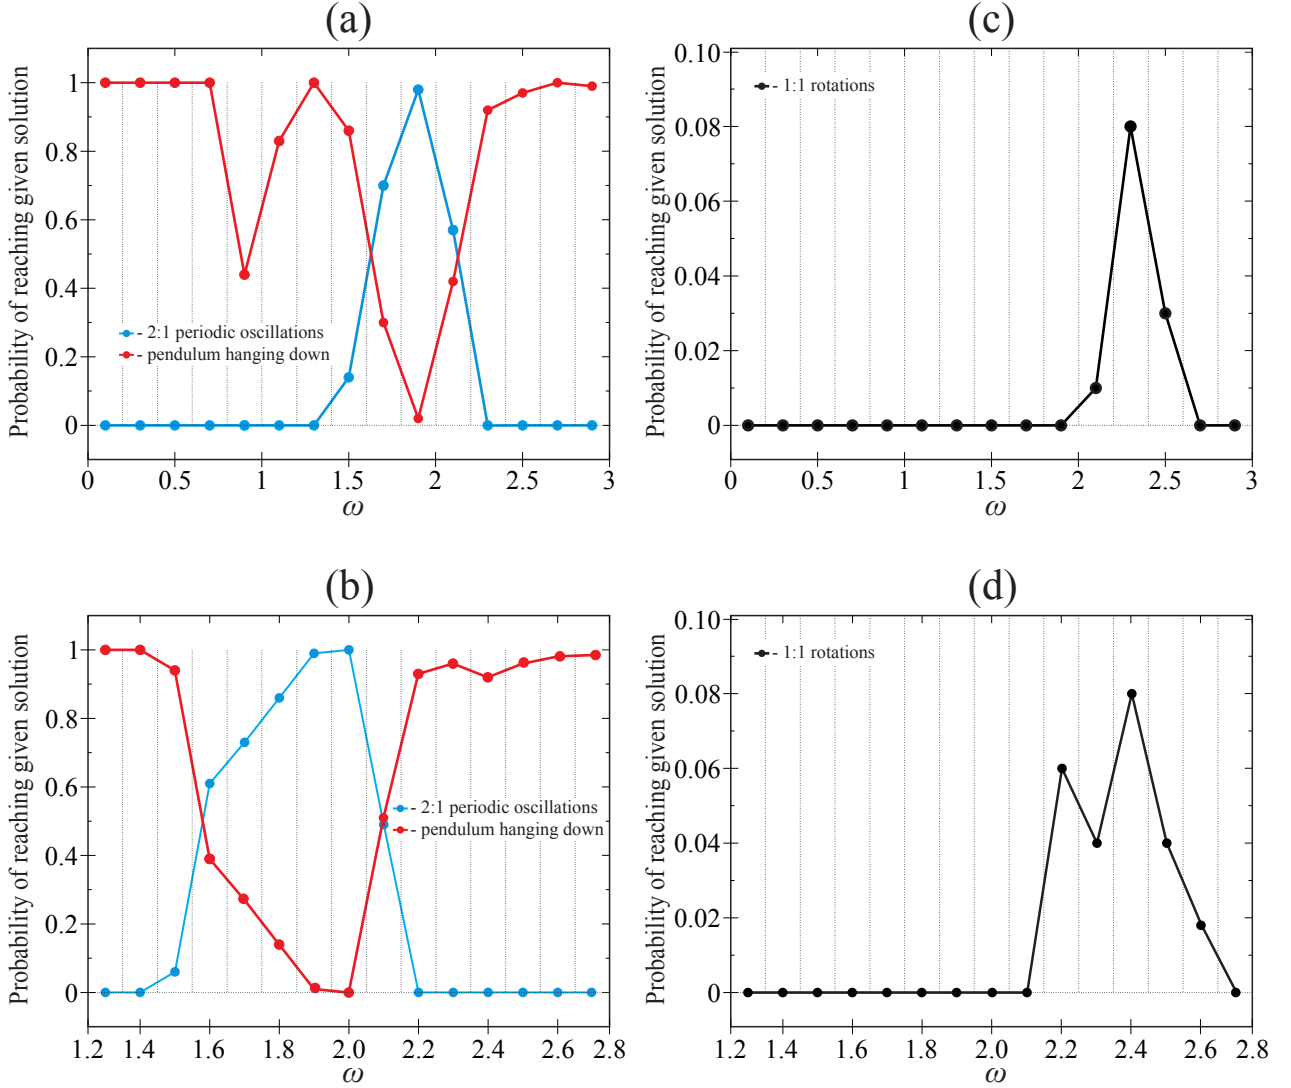 (a)
Probability of reaching given solution
1
0.8
0.6
0.4
0.2
0
- 2:1 periodic oscillations
- pendulum hanging down
0 0.5 1 1.5 2 2.5 3
ω
(c)
Probability of reaching given solution
0.10
0.08
0.06
0.04
0.02
0
- 1:1 rotations
0 0.5 1 1.5 2 2.5 3
ω
(b)
Probability of reaching given solution
1
0.8
0.6
0.4
0.2
0
- 2:1 periodic oscillations
- pendulum hanging down
1.2 1.4 1.6 1.8 2.0 2.2 2.4 2.6 2.8
ω
(d)
Probability of reaching given solution
0.10
0.08
0.06
0.04
0.02
0
- 1:1 rotations
1.2 1.4 1.6 1.8 2.0 2.2 2.4 2.6 2.8
ω